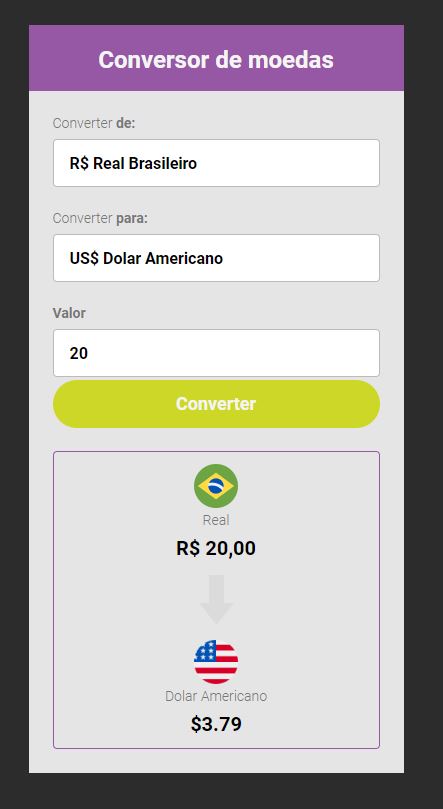 Conversor de moedas
Converter de:
R$ Real Brasileiro
Converter para:
US$ Dolar Americano
Valor
20
Converter
Real
R$ 20,00
Dolar Americano
$3.79